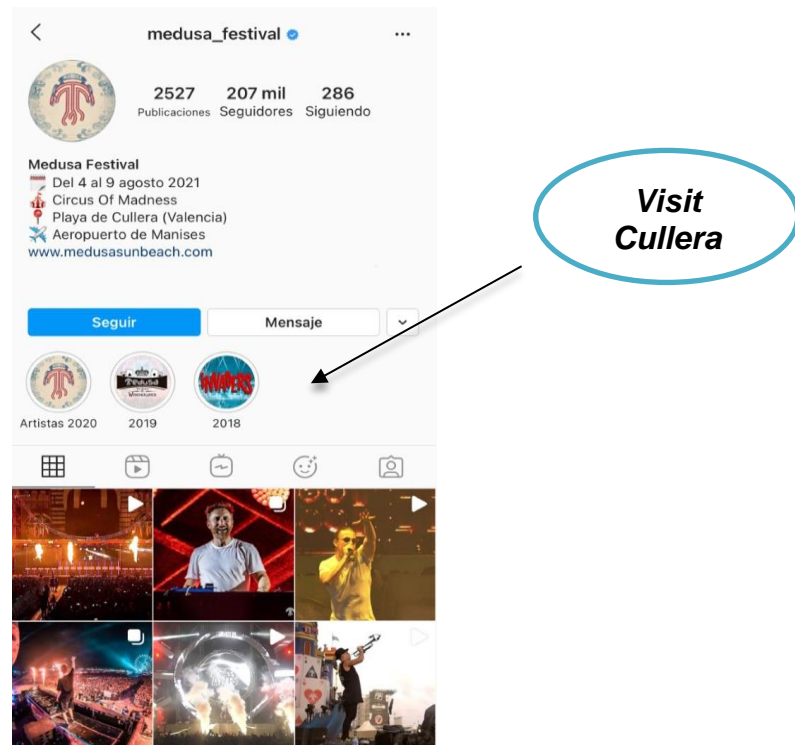 medusa_festival
2527 207 mil 286
Publicaciones Seguidores Siguiendo
Medusa Festival
Del 4 al 9 agosto 2021
Circus Of Madness
Playa de Cullera (Valencia)
Aeropuerto de Manises
www.medusasunbeach.com
Seguir Mensaje
INVADERS
Artistas 2020 2019 2018
Visit
Cullera